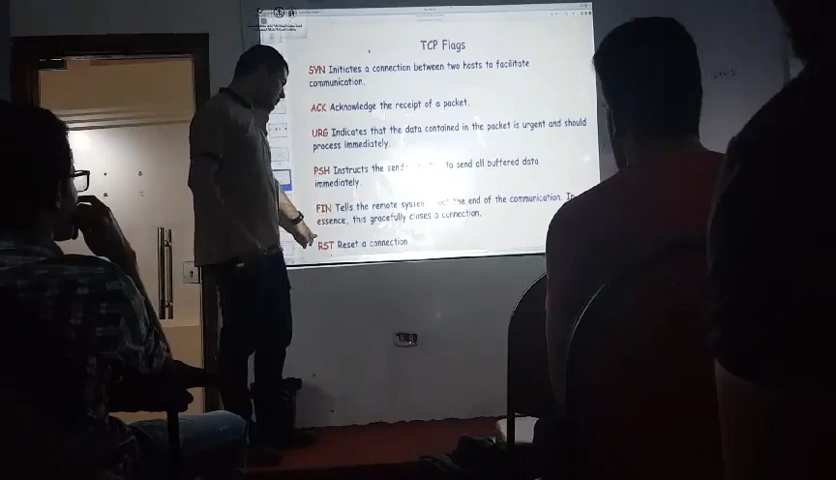 TCP Flags
SYN Initiates a connection between two hosts to facilitate
communication.
ACK Acknowledge the receipt of a packet.
URG Indicates that the data contained in the packet is urgent and should
process immediately.
PSH Instructs the to send all buffered data
immediately.
FIN Tells the remote system the end of the communication. In
essence, this gracefully closes a connection.
RST Reset a connection